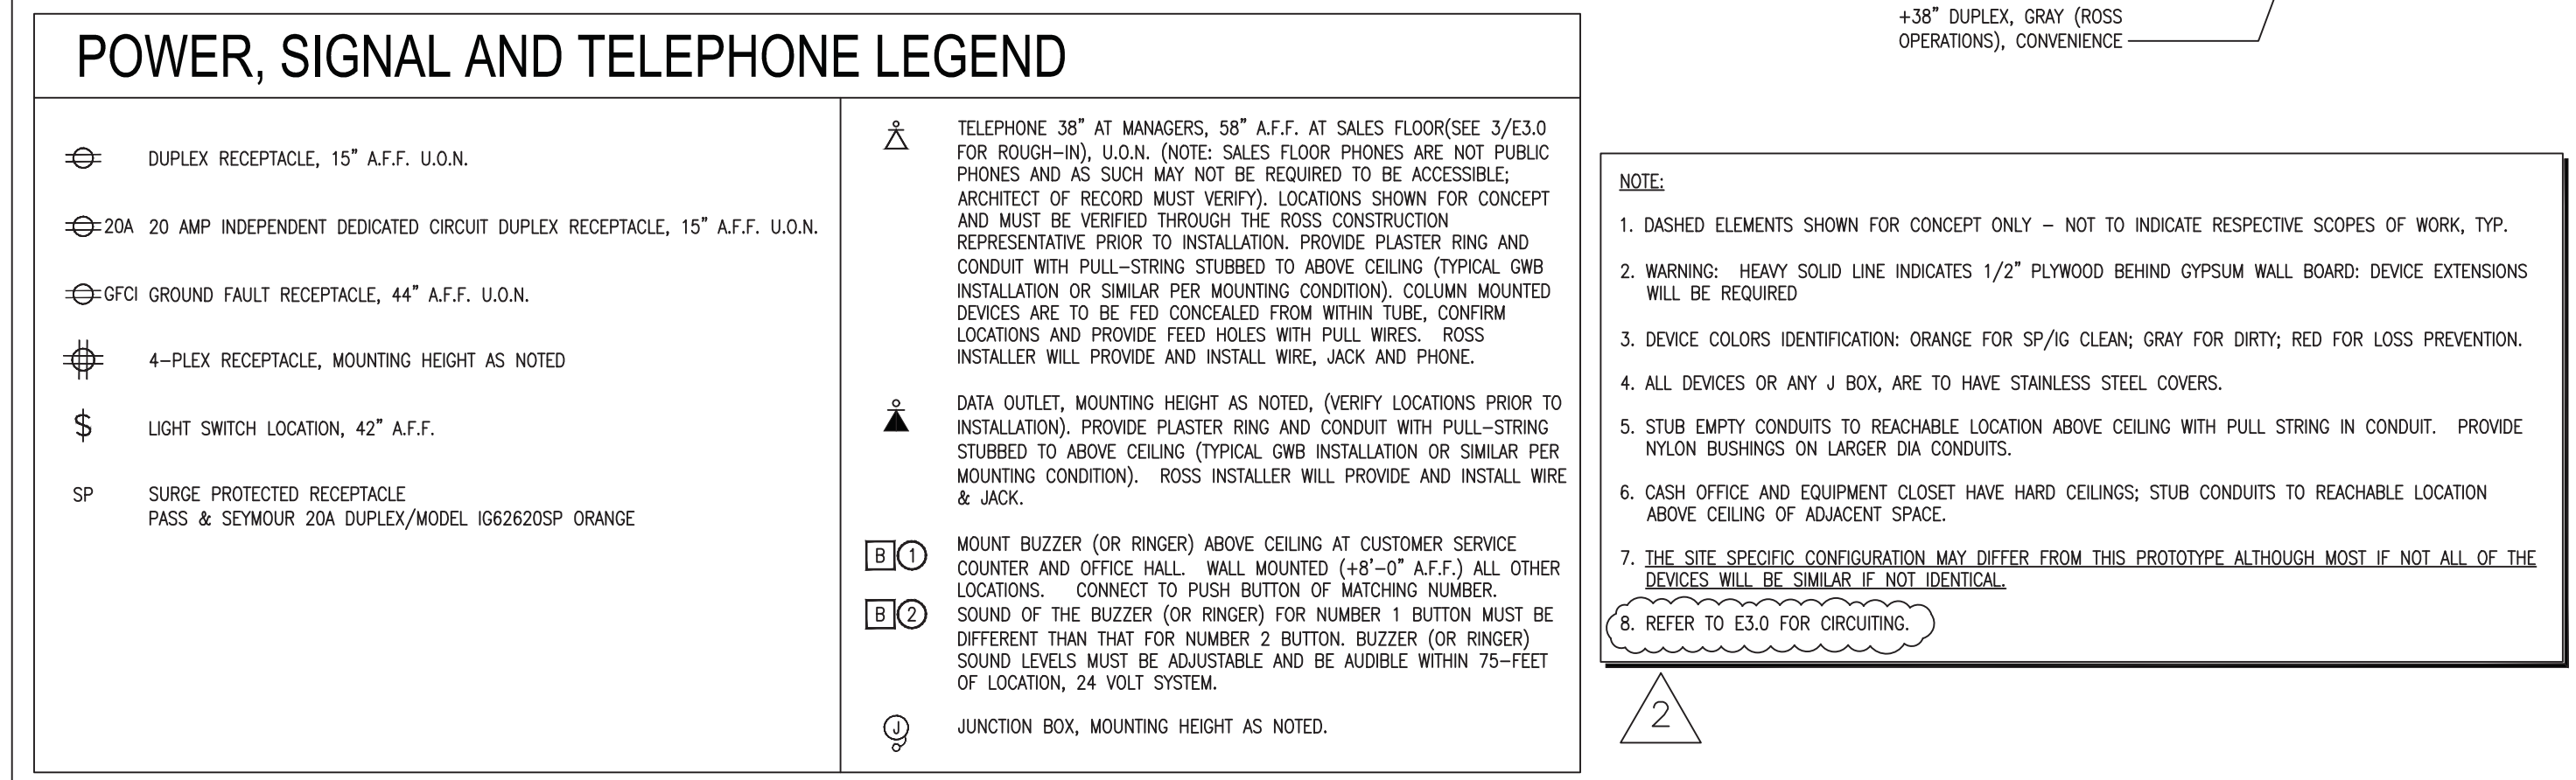 +38" DUPLEX, GRAY (ROSS
OPERATIONS), CONVENIENCE
POWER, SIGNAL AND TELEPHONE LEGEND
DUPLEX RECEPTACLE, 15" A.F.F. U.O.N.
20A 20 AMP INDEPENDENT DEDICATED CIRCUIT DUPLEX RECEPTACLE, 15" A.F.F. U.O.N.
GFCI GROUND FAULT RECEPTACLE, 44" A.F.F. U.O.N.
4-PLEX RECEPTACLE, MOUNTING HEIGHT AS NOTED
$ LIGHT SWITCH LOCATION, 42" A.F.F.
SP SURGE PROTECTED RECEPTACLE
PASS & SEYMOUR 20A DUPLEX/MODEL IG62620SP ORANGE
TELEPHONE 38" AT MANAGERS, 58" A.F.F. AT SALES FLOOR(SEE 3/E3.0
FOR ROUGH-IN), U.O.N. (NOTE: SALES FLOOR PHONES ARE NOT PUBLIC
PHONES AND AS SUCH MAY NOT BE REQUIRED TO BE ACCESSIBLE;
ARCHITECT OF RECORD MUST VERIFY). LOCATIONS SHOWN FOR CONCEPT
AND MUST BE VERIFIED THROUGH THE ROSS CONSTRUCTION
REPRESENTATIVE PRIOR TO INSTALLATION. PROVIDE PLASTER RING AND
CONDUIT WITH PULL-STRING STUBBED TO ABOVE CEILING (TYPICAL GWB
INSTALLATION OR SIMILAR PER MOUNTING CONDITION). COLUMN MOUNTED
DEVICES ARE TO BE FED CONCEALED FROM WITHIN TUBE, CONFIRM
LOCATIONS AND PROVIDE FEED HOLES WITH PULL WIRES. ROSS
INSTALLER WILL PROVIDE AND INSTALL WIRE, JACK AND PHONE.
DATA OUTLET, MOUNTING HEIGHT AS NOTED, (VERIFY LOCATIONS PRIOR TO
INSTALLATION). PROVIDE PLASTER RING AND CONDUIT WITH PULL-STRING
STUBBED TO ABOVE CEILING (TYPICAL GWB INSTALLATION OR SIMILAR PER
MOUNTING CONDITION). ROSS INSTALLER WILL PROVIDE AND INSTALL WIRE
& JACK.
B 1 MOUNT BUZZER (OR RINGER) ABOVE CEILING AT CUSTOMER SERVICE
COUNTER AND OFFICE HALL. WALL MOUNTED (+8'-0" A.F.F.) ALL OTHER
LOCATIONS. CONNECT TO PUSH BUTTON OF MATCHING NUMBER.
B 2 SOUND OF THE BUZZER (OR RINGER) FOR NUMBER 1 BUTTON MUST BE
DIFFERENT THAN THAT FOR NUMBER 2 BUTTON. BUZZER (OR RINGER)
SOUND LEVELS MUST BE ADJUSTABLE AND BE AUDIBLE WITHIN 75-FEET
OF LOCATION, 24 VOLT SYSTEM.
J JUNCTION BOX, MOUNTING HEIGHT AS NOTED.
NOTE:
1. DASHED ELEMENTS SHOWN FOR CONCEPT ONLY - NOT TO INDICATE RESPECTIVE SCOPES OF WORK, TYP.
2. WARNING: HEAVY SOLID LINE INDICATES 1/2" PLYWOOD BEHIND GYPSUM WALL BOARD: DEVICE EXTENSIONS
WILL BE REQUIRED
3. DEVICE COLORS IDENTIFICATION: ORANGE FOR SP/IG CLEAN; GRAY FOR DIRTY; RED FOR LOSS PREVENTION.
4. ALL DEVICES OR ANY J BOX, ARE TO HAVE STAINLESS STEEL COVERS.
5. STUB EMPTY CONDUITS TO REACHABLE LOCATION ABOVE CEILING WITH PULL STRING IN CONDUIT. PROVIDE
NYLON BUSHINGS ON LARGER DIA CONDUITS.
6. CASH OFFICE AND EQUIPMENT CLOSET HAVE HARD CEILINGS; STUB CONDUITS TO REACHABLE LOCATION
ABOVE CEILING OF ADJACENT SPACE.
7. THE SITE SPECIFIC CONFIGURATION MAY DIFFER FROM THIS PROTOTYPE ALTHOUGH MOST IF NOT ALL OF THE
DEVICES WILL BE SIMILAR IF NOT IDENTICAL.
8. REFER TO E3.0 FOR CIRCUITING.
2